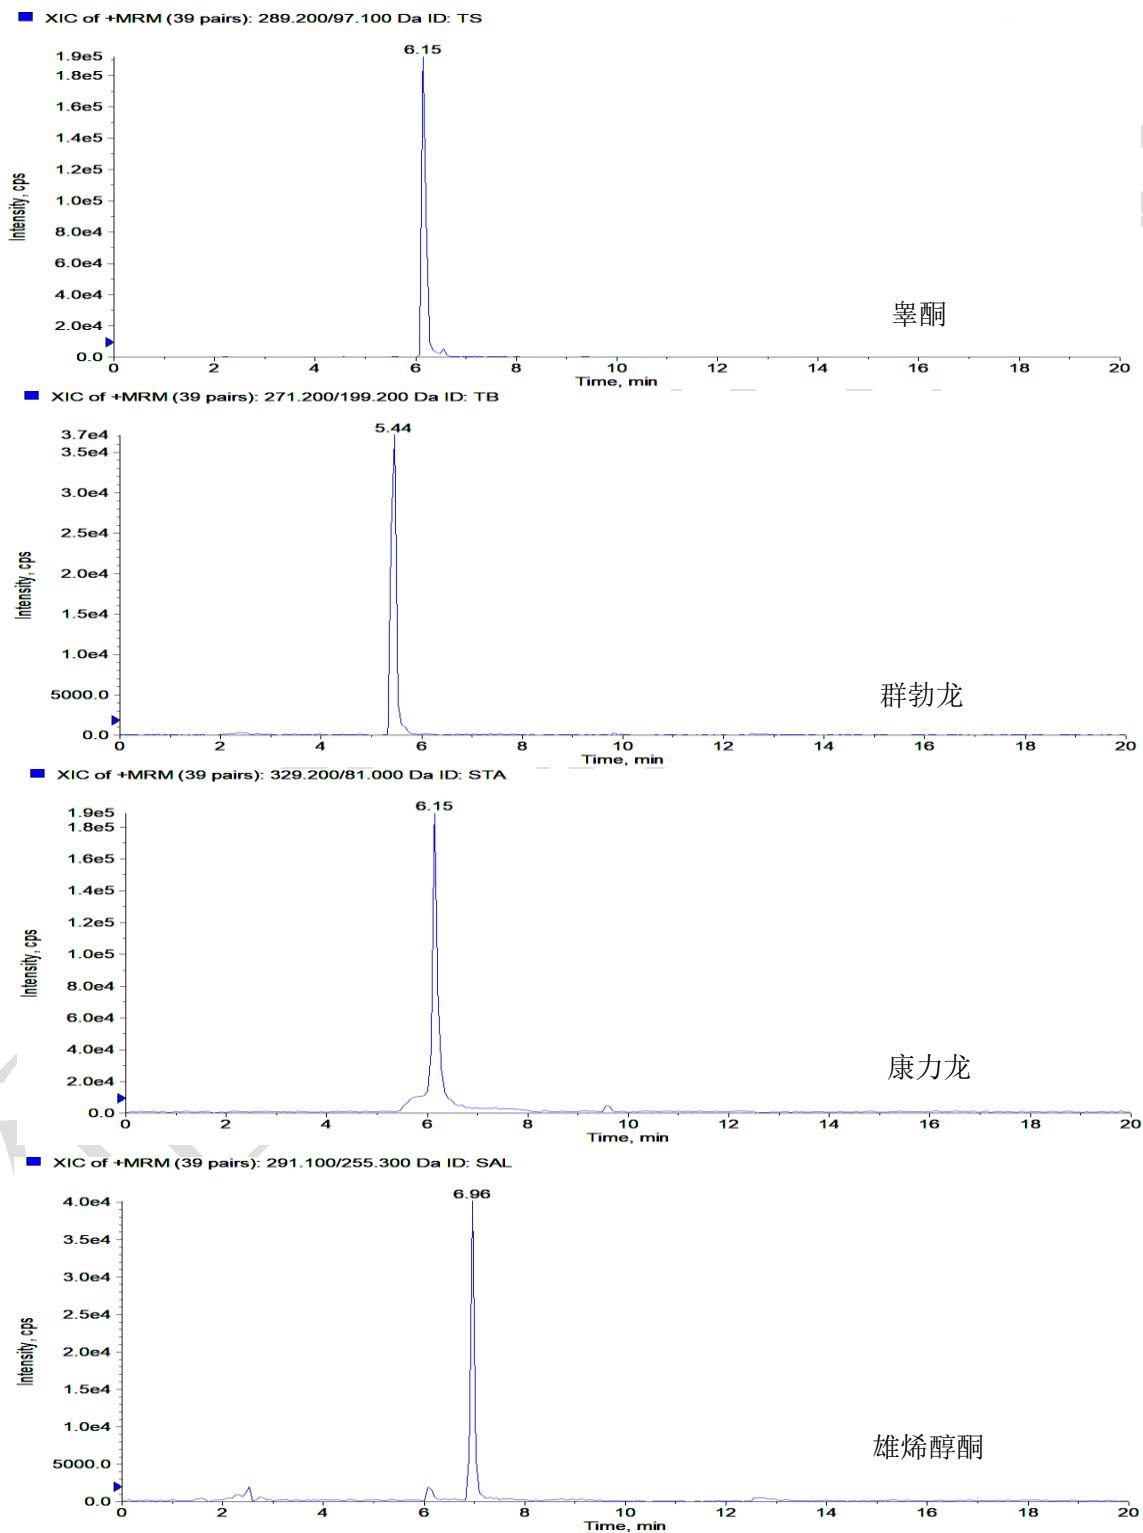 XIC of +MRM (39 pairs): 289.200/97.100 Da ID: TS
6.15
1.9e5
1.8e5
1.6e5
1.4e5
1.2e5
1.0e5
8.0e4
6.0e4
4.0e4
2.0e4
0.0
Intensity, cps
睾酮
0 2 4 6 8 10 12 14 16 18 20
Time, min
XIC of +MRM (39 pairs): 271.200/199.200 Da ID: TB
5.44
3.7e4
3.5e4
3.0e4
2.5e4
2.0e4
1.5e4
1.0e4
5000.0
0.0
Intensity, cps
群勃龙
0 2 4 6 8 10 12 14 16 18 20
Time, min
XIC of +MRM (39 pairs): 329.200/81.000 Da ID: STA
6.15
1.9e5
1.8e5
1.6e5
1.4e5
1.2e5
1.0e5
8.0e4
6.0e4
4.0e4
2.0e4
0.0
Intensity, cps
康力龙
0 2 4 6 8 10 12 14 16 18 20
Time, min
XIC of +MRM (39 pairs): 291.100/255.300 Da ID: SAL
6.96
4.0e4
3.5e4
3.0e4
2.5e4
2.0e4
1.5e4
1.0e4
5000.0
0.0
Intensity, cps
雄烯醇酮
0 2 4 6 8 10 12 14 16 18 20
Time, min